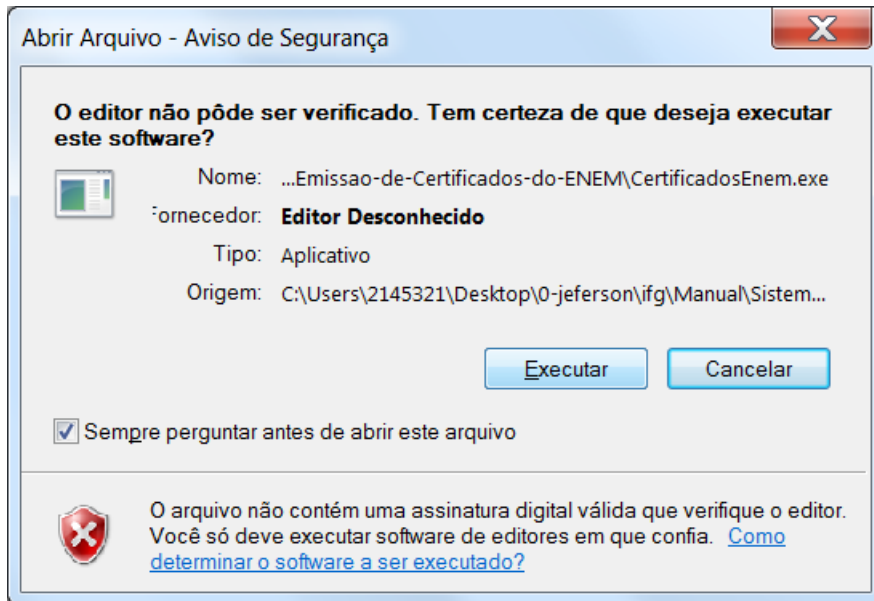 Abrir Arquivo - Aviso de Segurança
O editor não pôde ser verificado. Tem certeza de que deseja executar
este software?
Nome: ...Emissao-de-Certificados-do-ENEM\CertificadosEnem.exe
Fornecedor: Editor Desconhecido
Tipo: Aplicativo
Origem: C:\Users\2145321\Desktop\0-jeferson\ifg\Manual\Sistem...
Executar Cancelar
Sempre perguntar antes de abrir este arquivo
O arquivo não contém uma assinatura digital válida que verifique o editor.
Você só deve executar software de editores em que confia. Como
determinar o software a ser executado?